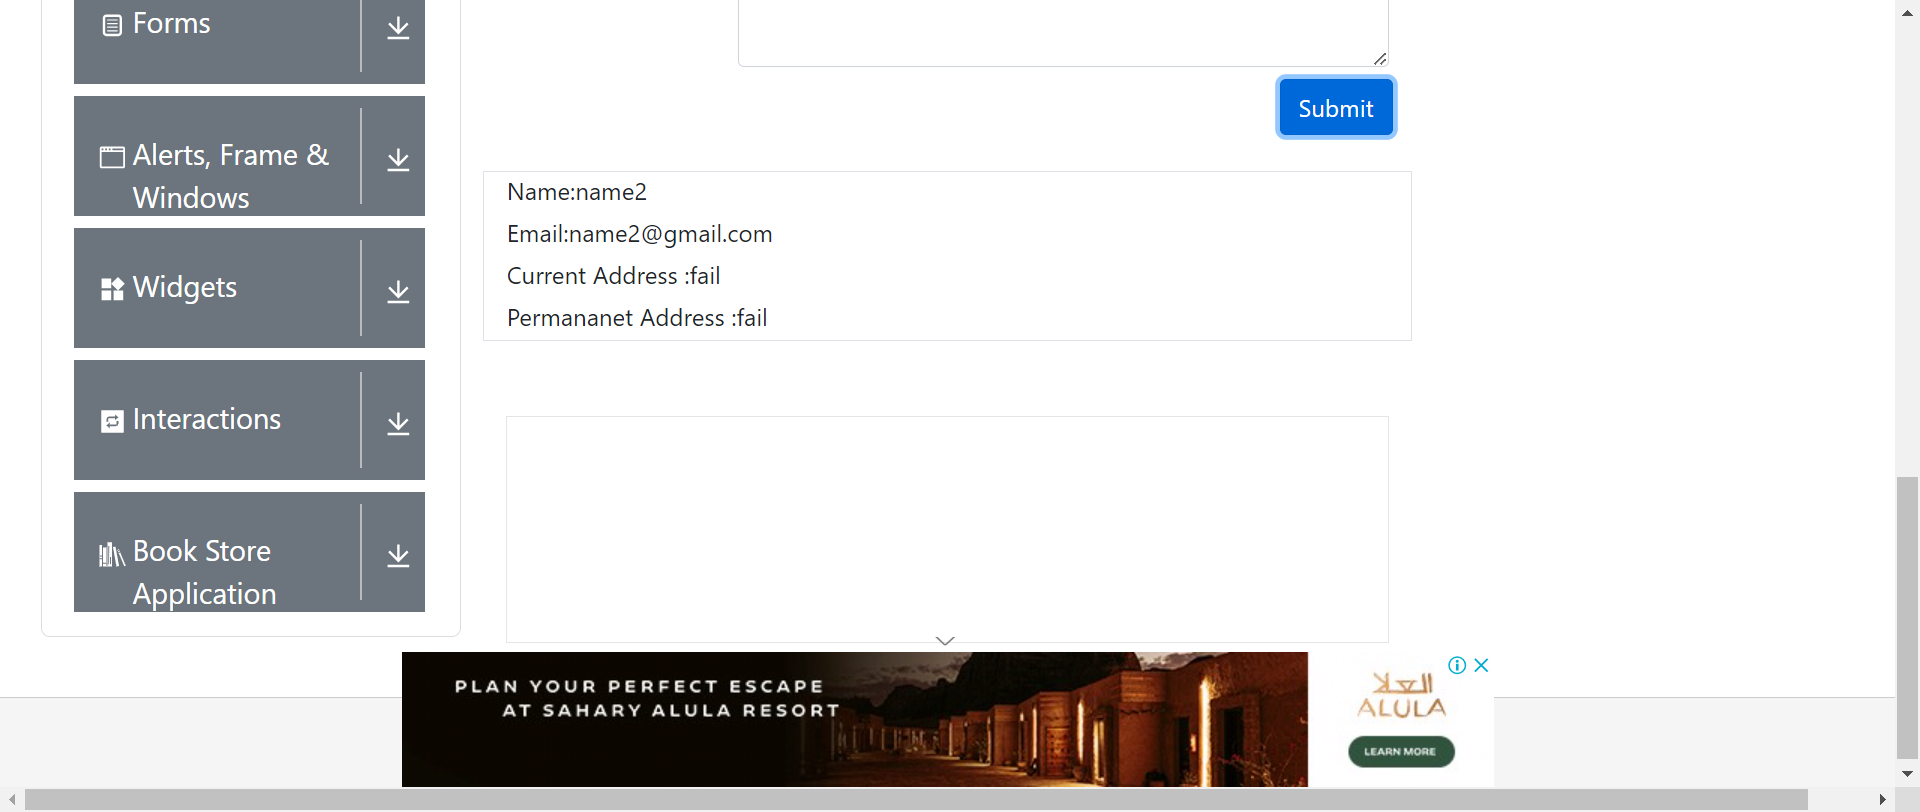 Forms
Alerts, Frame &
Windows
Widgets
Interactions
Book Store
Application
Submit
Name:name2
Email:name2@gmail.com
Current Address :fail
Permananet Address :fail
PLAN YOUR PERFECT ESCAPE
AT SAHARY ALULA RESORT
العلا
ALULA
LEARN MORE